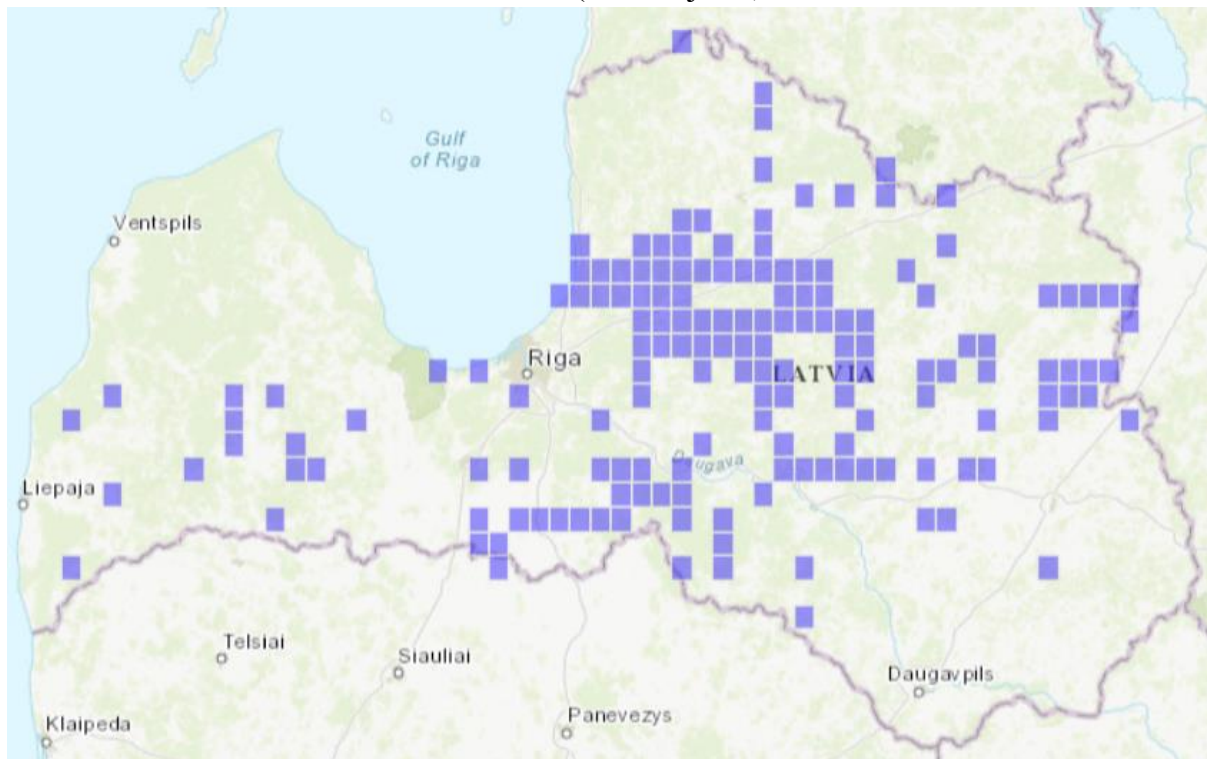 Gulf
of Riga
Ventspils
Riga
LATVIA
Daugava
Liepaja
Telsiai
Siauliai
Daugavpils
Panevezys
Klaipeda